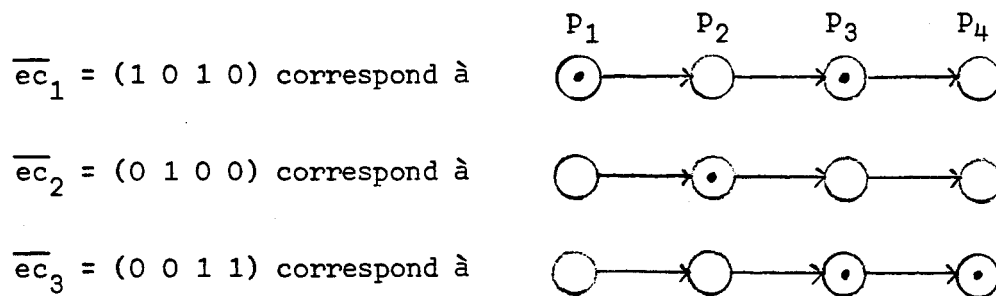 P1 P2 P3 P4
ec1 = (1 0 1 0) correspond à
ec2 = (0 1 0 0) correspond à
ec3 = (0 0 1 1) correspond à